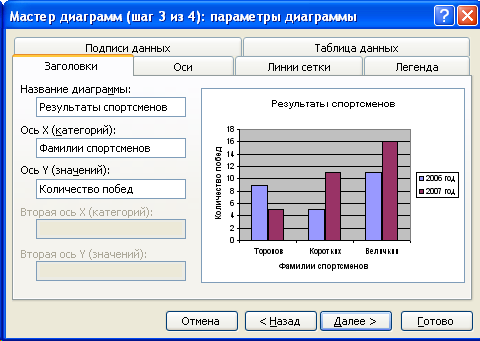 Мастер диаграмм (шаг 3 из 4): параметры диаграммы
Подписи данных
Таблица данных
Заголовки
Оси
Линии сетки
Легенда
Название диаграммы:
Результаты спортсменов
Ось X (категорий):
Фамилии спортсменов
Ось Y (значений):
Количество побед
Вторая ось X (категорий):
Вторая ось Y (значений):
Результаты спортсменов
Количество побед
18
16
14
12
10
8
6
4
2
0
Торопов
Коротких
Величкин
Фамилии спортсменов
2006 год
2007 год
Отмена
< Назад
Далее >
Готово